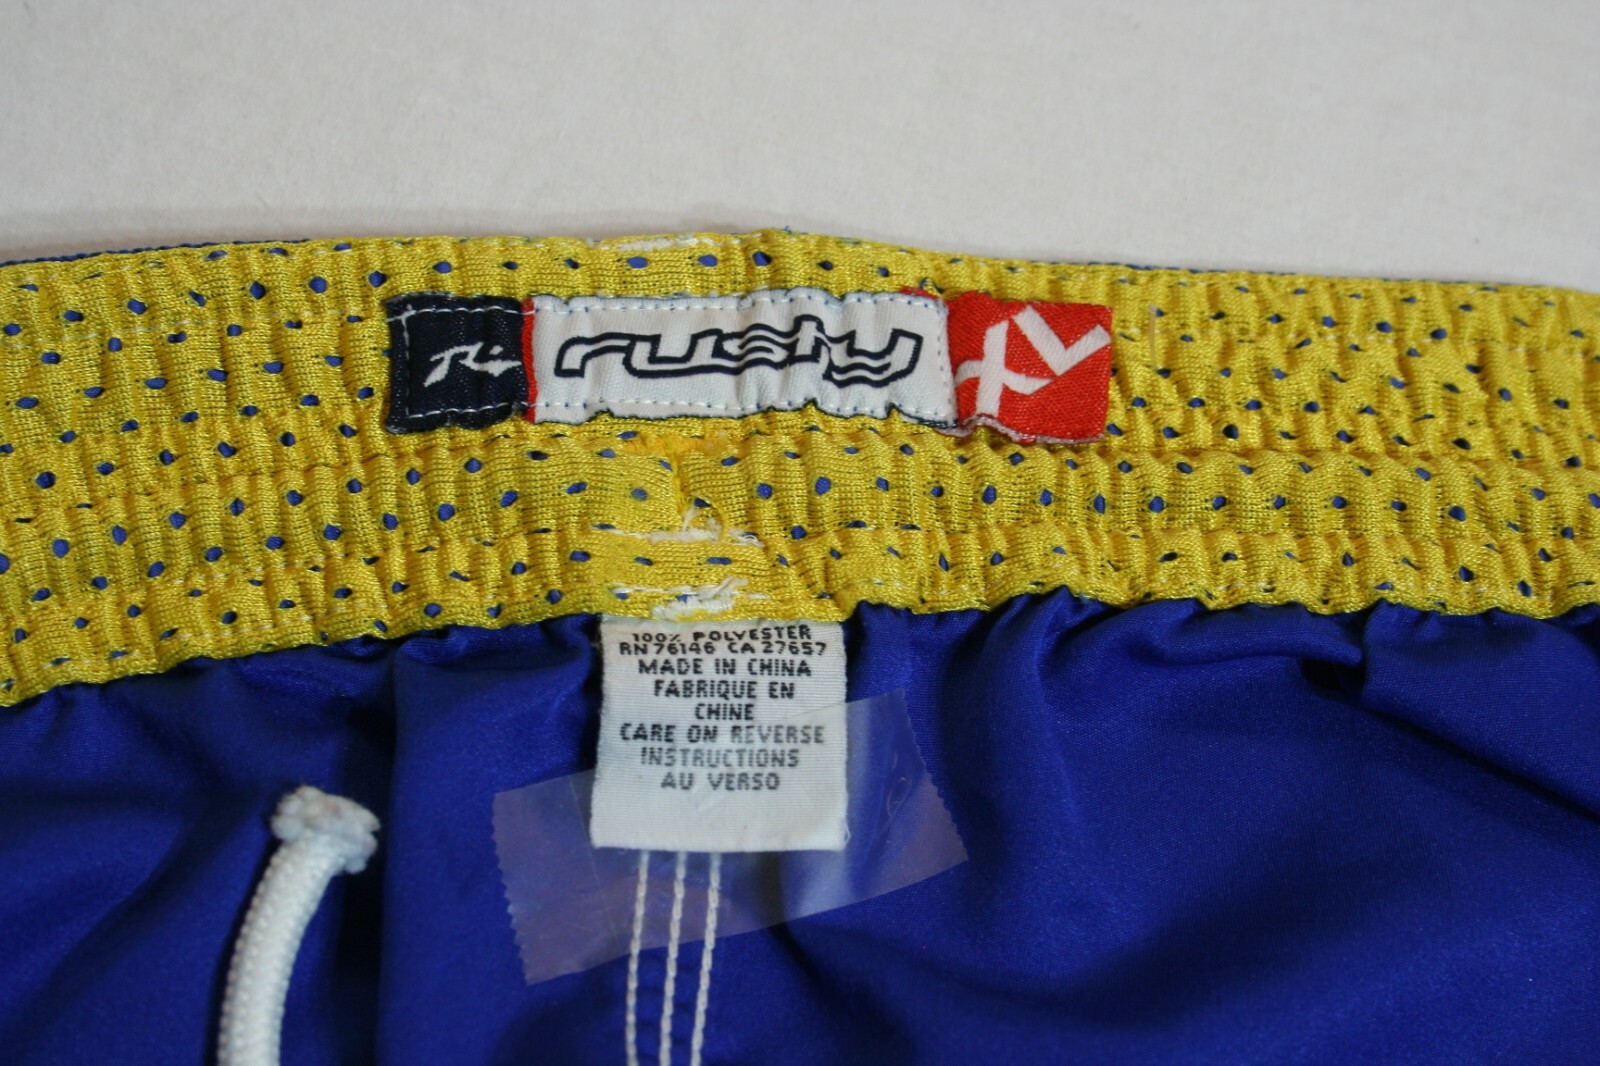 rusty
XL
100% POLYESTER
RN 76146 CA 27657
MADE IN CHINA
FABRIQUE EN
CHINE
CARE ON REVERSE
INSTRUCTIONS
AU VERSO